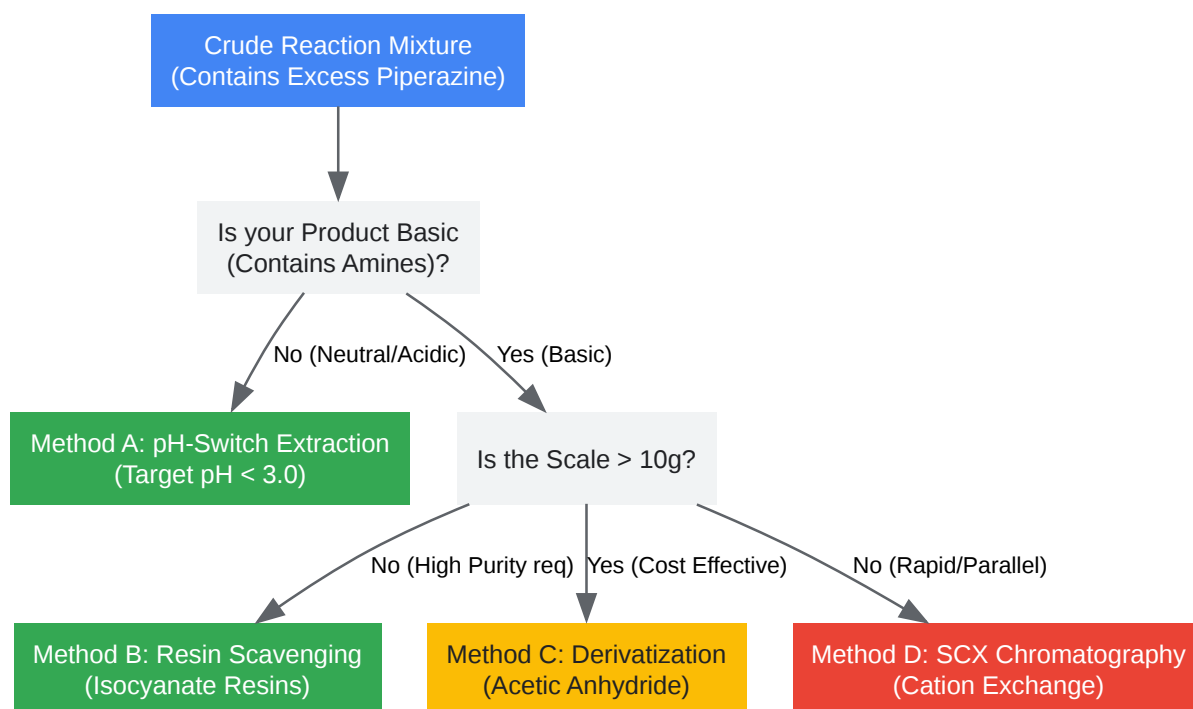 Crude Reaction Mixture
(Contains Excess Piperazine)
Is your Product Basic
(Contains Amines)?
No (Neutral/Acidic)
Yes (Basic)
Method A: pH-Switch Extraction
(Target pH < 3.0)
Is the Scale > 10g?
No (High Purity req)
Yes (Cost Effective)
No (Rapid/Parallel)
Method B: Resin Scavenging
(Isocyanate Resins)
Method C: Derivatization
(Acetic Anhydride)
Method D: SCX Chromatography
(Cation Exchange)